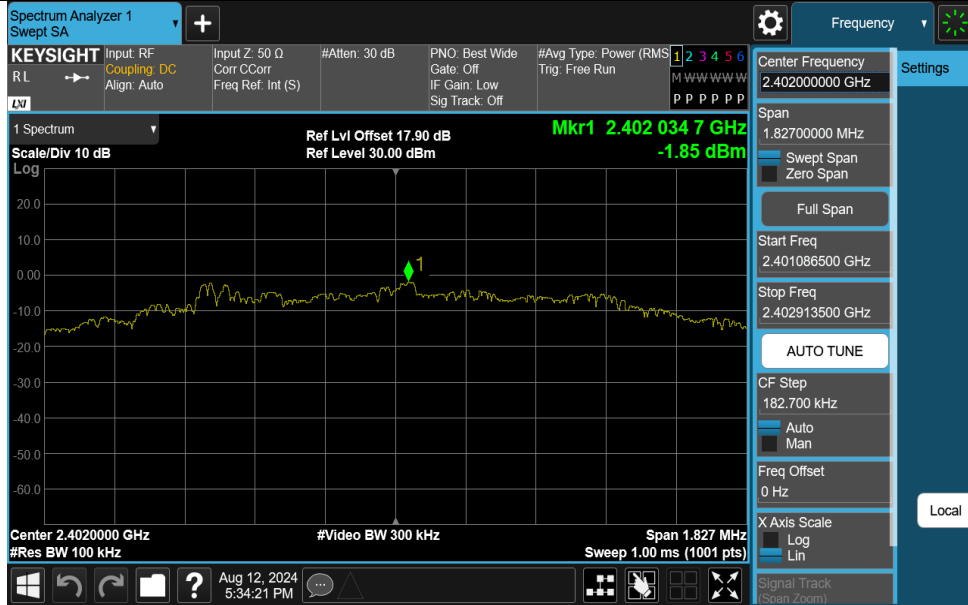 Spectrum Analyzer 1
Swept SA
+
Frequency
KEYSIGHT
R L
LXI
Input: RF
Coupling: DC
Align: Auto
Input Z: 50 Ω
Corr CCorr
Freq Ref: Int (S)
#Atten: 30 dB
PNO: Best Wide
Gate: Off
IF Gain: Low
Sig Track: Off
#Avg Type: Power (RMS
Trig: Free Run
1 2 3 4 5 6
M W W W W W
P P P P P P
1 Spectrum
Scale/Div 10 dB
Log
Ref Lvl Offset 17.90 dB
Ref Level 30.00 dBm
Mkr1 2.402 034 7 GHz
-1.85 dBm
1
20.0
10.0
0.00
-10.0
-20.0
-30.0
-40.0
-50.0
-60.0
Center 2.4020000 GHz
#Res BW 100 kHz
#Video BW 300 kHz
Span 1.827 MHz
Sweep 1.00 ms (1001 pts)
?
Aug 12, 2024
5:34:21 PM
Center Frequency
2.402000000 GHz
Span
1.82700000 MHz
Swept Span
Zero Span
Full Span
Start Freq
2.401086500 GHz
Stop Freq
2.402913500 GHz
AUTO TUNE
CF Step
182.700 kHz
Auto
Man
Freq Offset
0 Hz
X Axis Scale
Log
Lin
Signal Track
(Span Zoom)
Settings
Local